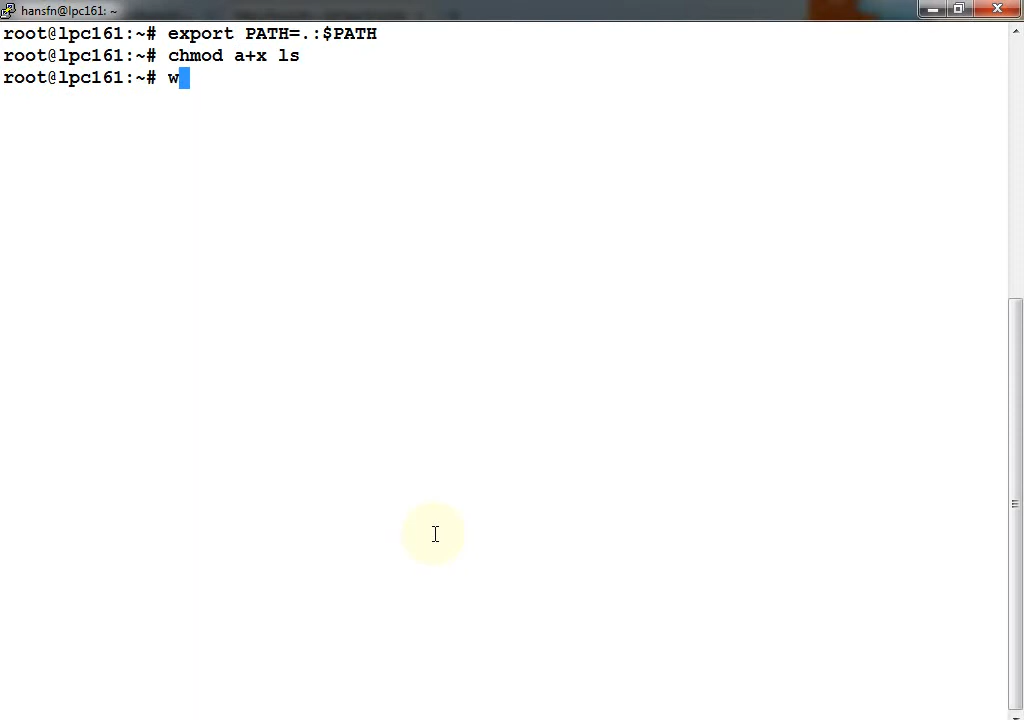 hansfn@lpc161: ~
root@lpc161:~# export PATH=.:$PATH
root@lpc161:~# chmod a+x ls
root@lpc161:~# w